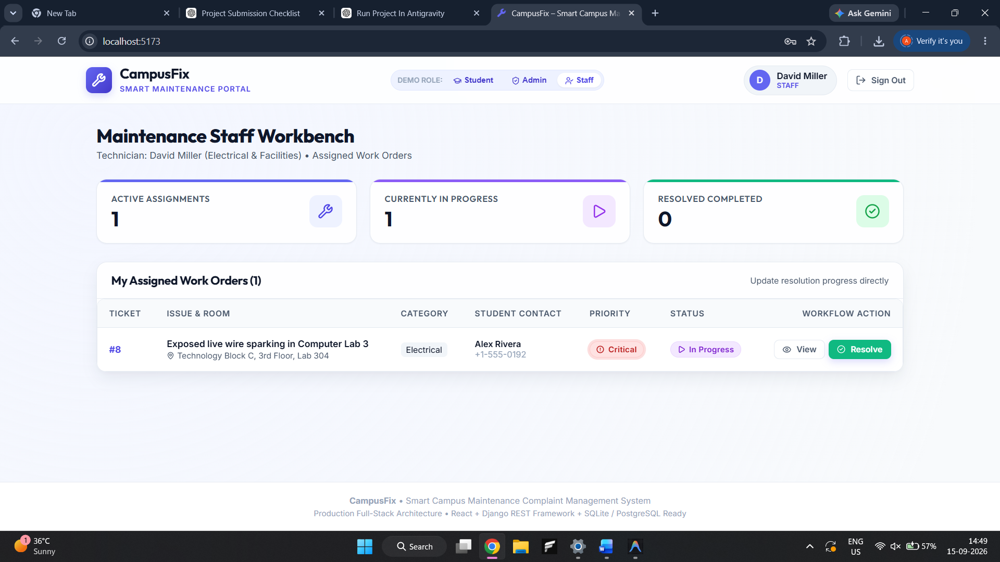 New Tab
Project Submission Checklist
Run Project In Antigravity
CampusFix – Smart Campus Ma
Ask Gemini
localhost:5173
A
Verify it's you
CampusFix
SMART MAINTENANCE PORTAL
DEMO ROLE:
Student
Admin
Staff
D
David Miller
STAFF
Sign Out
Maintenance Staff Workbench
Technician: David Miller (Electrical & Facilities) • Assigned Work Orders
ACTIVE ASSIGNMENTS
1
CURRENTLY IN PROGRESS
1
RESOLVED COMPLETED
0
My Assigned Work Orders (1)
Update resolution progress directly
TICKET
ISSUE & ROOM
CATEGORY
STUDENT CONTACT
PRIORITY
STATUS
WORKFLOW ACTION
#8
Exposed live wire sparking in Computer Lab 3
Technology Block C, 3rd Floor, Lab 304
Electrical
Alex Rivera
+1-555-0192
Critical
In Progress
View
Resolve
CampusFix • Smart Campus Maintenance Complaint Management System
Production Full-Stack Architecture • React + Django REST Framework + SQLite / PostgreSQL Ready
1
36°C
Sunny
Search
W
ENG
US
57%
14:49
15-09-2026